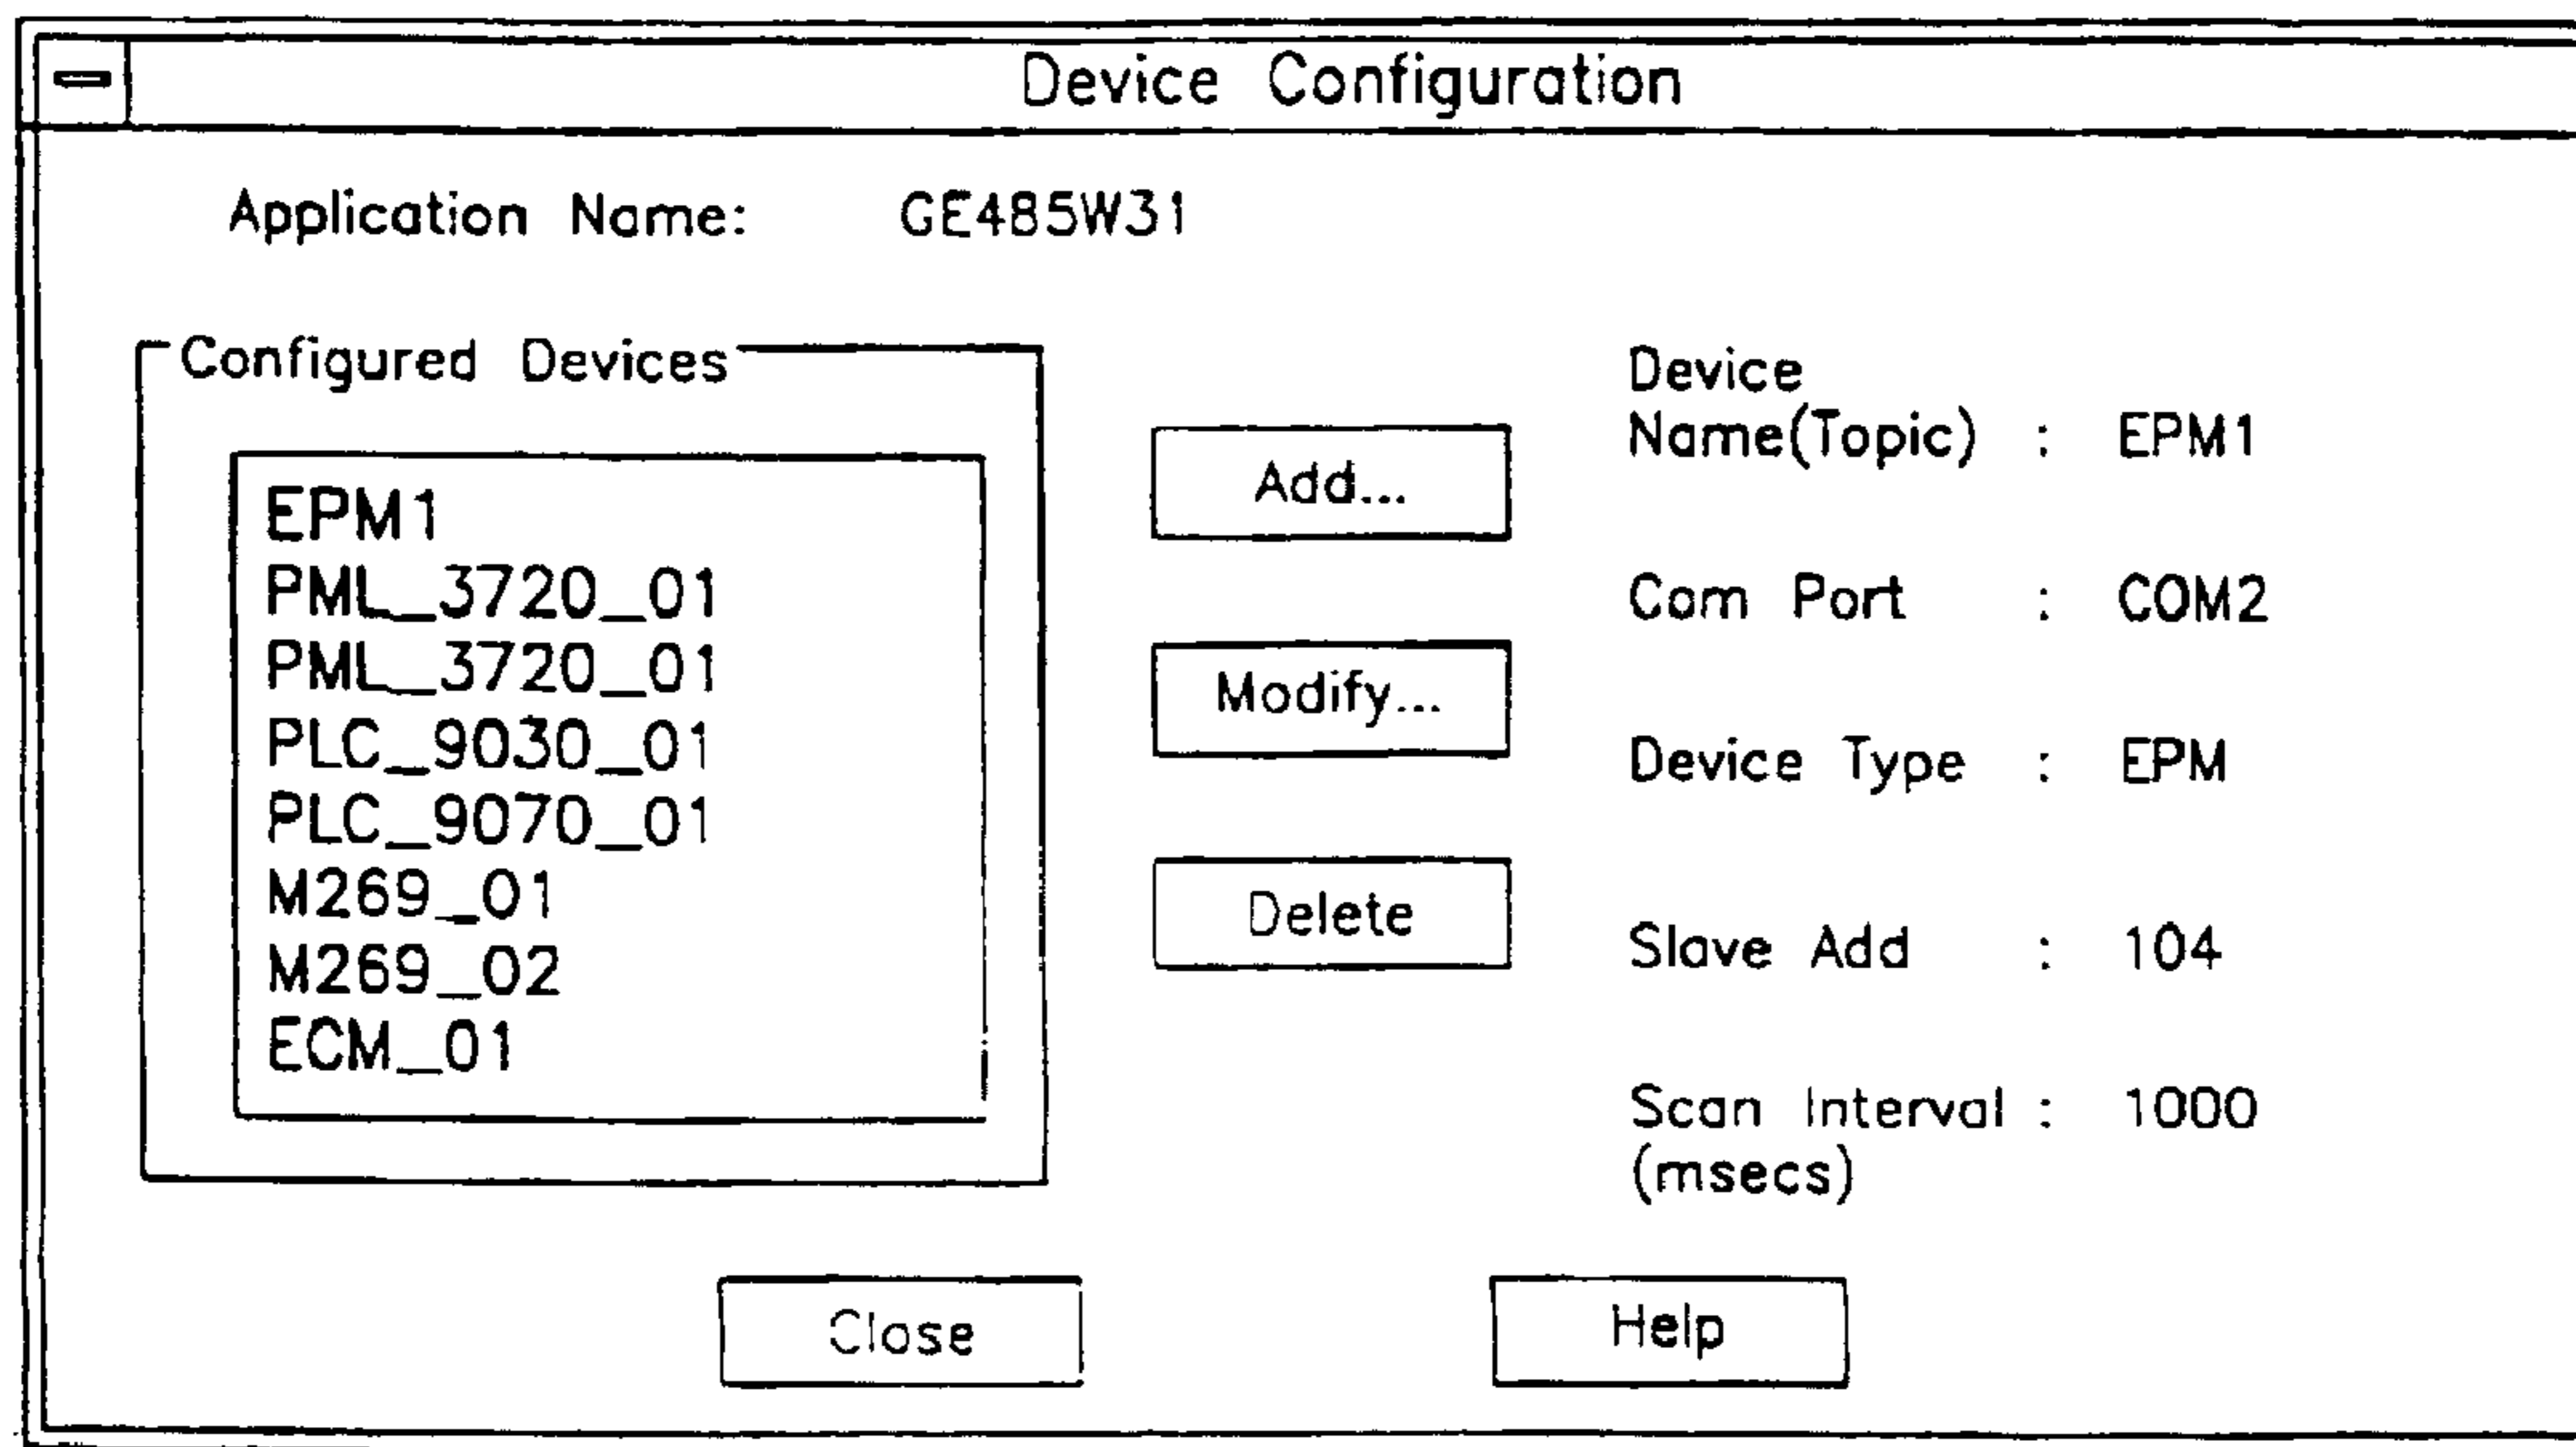 Device Configuration
Application Name: GE485W31
Configured Devices
EPM1
PML_3720_01
PML_3720_01
PLC_9030_01
PLC_9070_01
M269_01
M269_02
ECM_01
Add...
Modify...
Delete
Device
Name(Topic) : EPM1
Com Port : COM2
Device Type : EPM
Slave Add : 104
Scan Interval : 1000
(msecs)
Close
Help